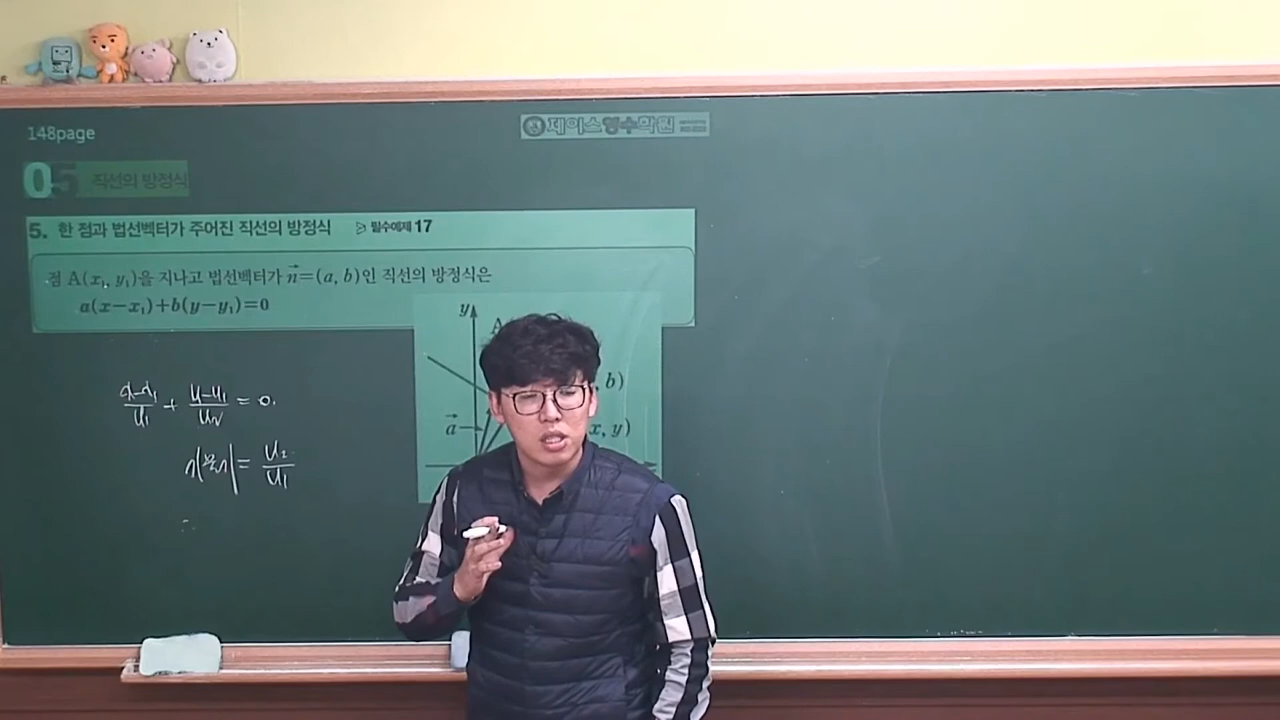 148page
제이스영수학원
05 직선의 방정식
5. 한 점과 법선벡터가 주어진 직선의 방정식 ▷ 필수예제 17
점 A(x₁, y₁)을 지나고 법선벡터가 n⃗=(a, b)인 직선의 방정식은
a(x−x₁)+b(y−y₁)=0
y
A
, b)
a⃗
x, y)
(x-x₁)/u₁ + (y-y₁)/u₂ = 0.
기울기 = u₂/u₁